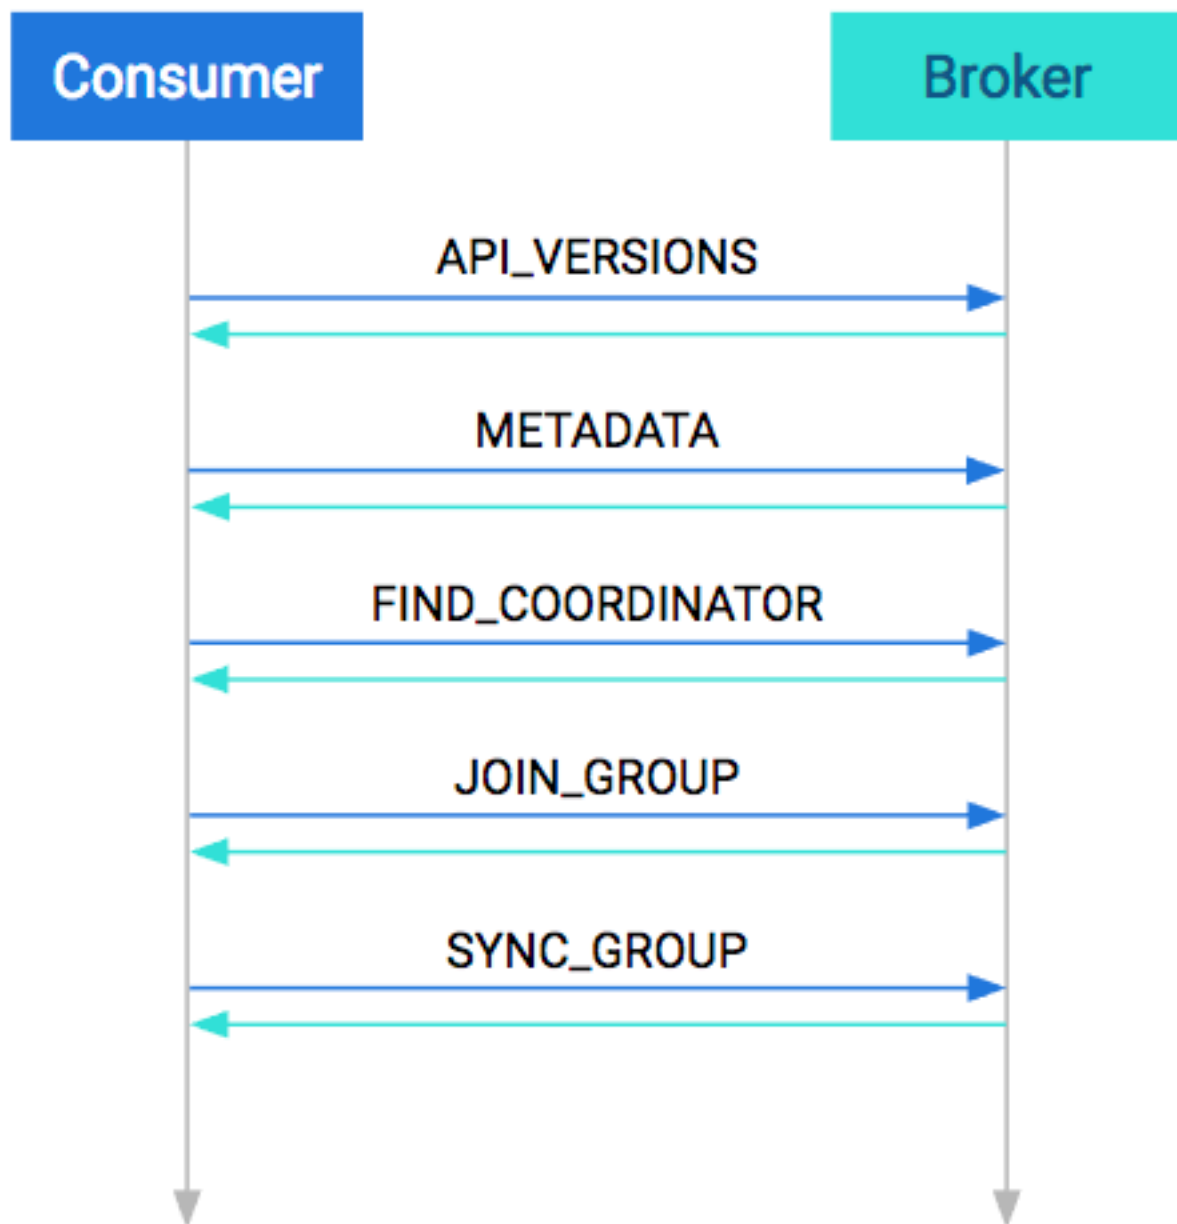 Consumer
Broker
API_VERSIONS
METADATA
FIND_COORDINATOR
JOIN_GROUP
SYNC_GROUP